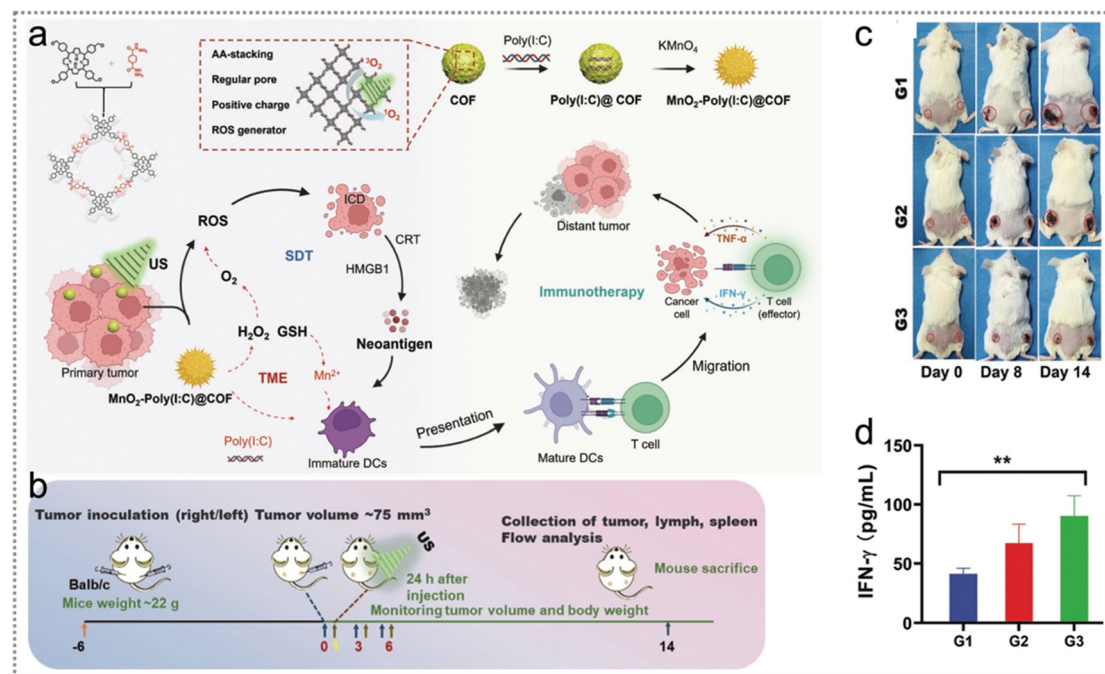 a
AA-stacking
Regular pore
Positive charge
ROS generator
³O₂
¹O₂
COF
Poly(I:C)
Poly(I:C)@ COF
KMnO₄
MnO₂-Poly(I:C)@COF
ROS
US
O₂
H₂O₂ GSH
TME
Mn²⁺
Primary tumor
MnO₂-Poly(I:C)@COF
Poly(I:C)
SDT
ICD
CRT
HMGB1
Neoantigen
Immature DCs
Presentation
Mature DCs
T cell
Migration
Immunotherapy
Distant tumor
TNF-α
IFN-γ
Cancer
cell
T cell
(effector)
b
Tumor inoculation (right/left) Tumor volume ~75 mm³
US
Collection of tumor, lymph, spleen
Flow analysis
Balb/c
Mice weight ~22 g
24 h after
injection
Mouse sacrifice
Monitoring tumor volume and body weight
-6
0
1
3
6
14
c
G1
G2
G3
Day 0 Day 8 Day 14
d
IFN-γ (pg/mL)
150
100
50
0
**
G1 G2 G3